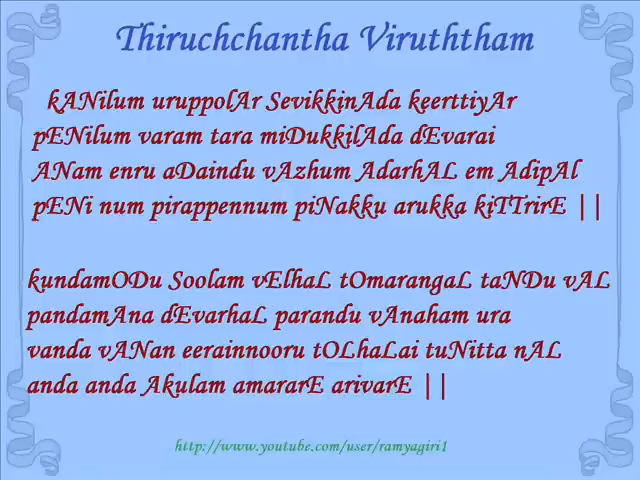 Thiruchchantha Viruththam
kANilum uruppolAr SevikkinAda keerttiyAr
pENilum varam tara miDukkilAda dEvarai
ANam enru aDaindu vAzhum AdarhAL em AdipAl
pENi num pirappennum piNakku arukka kiTTrirE ||
kundamODu Soolam vElhaL tOmarangaL taNDu vAL
pandamAna dEvarhaL parandu vAnaham ura
vanda vANan eerainnooru tOLhaLai tuNitta nAL
anda anda Akulam amararE arivarE ||
http://www.youtube.com/user/ramyagiri1